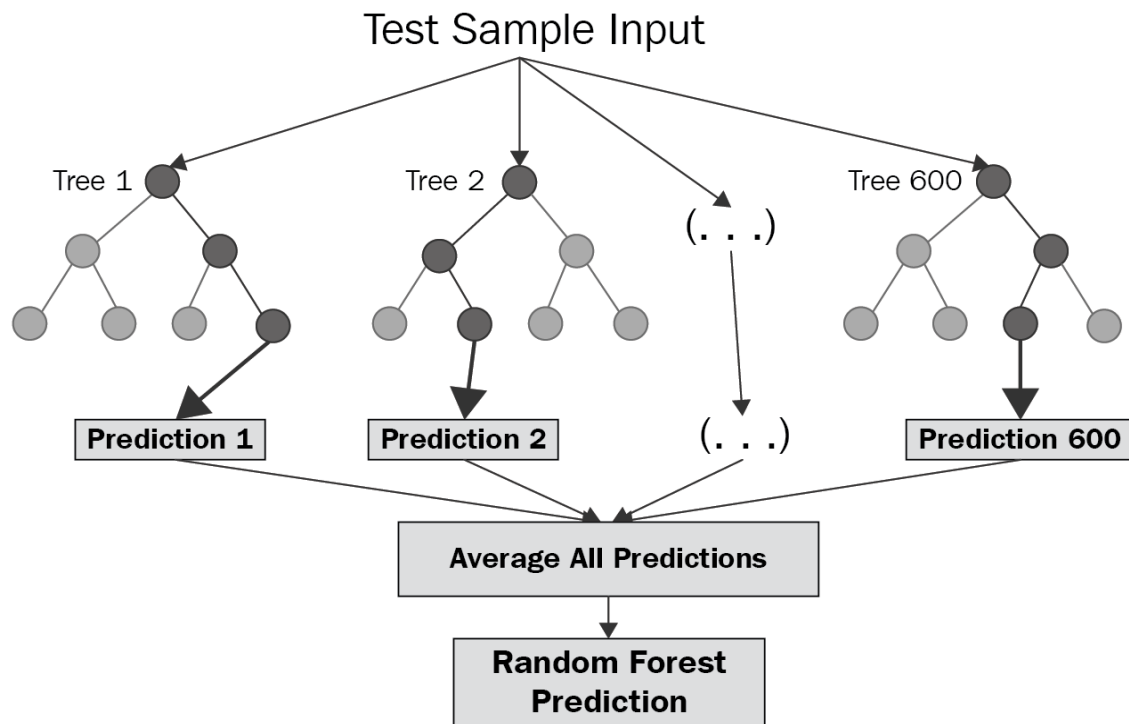 Test Sample Input
Tree 1
Tree 2
Tree 600
(. . .)
Prediction 1
Prediction 2
(. . .)
Prediction 600
Average All Predictions
Random Forest
Prediction